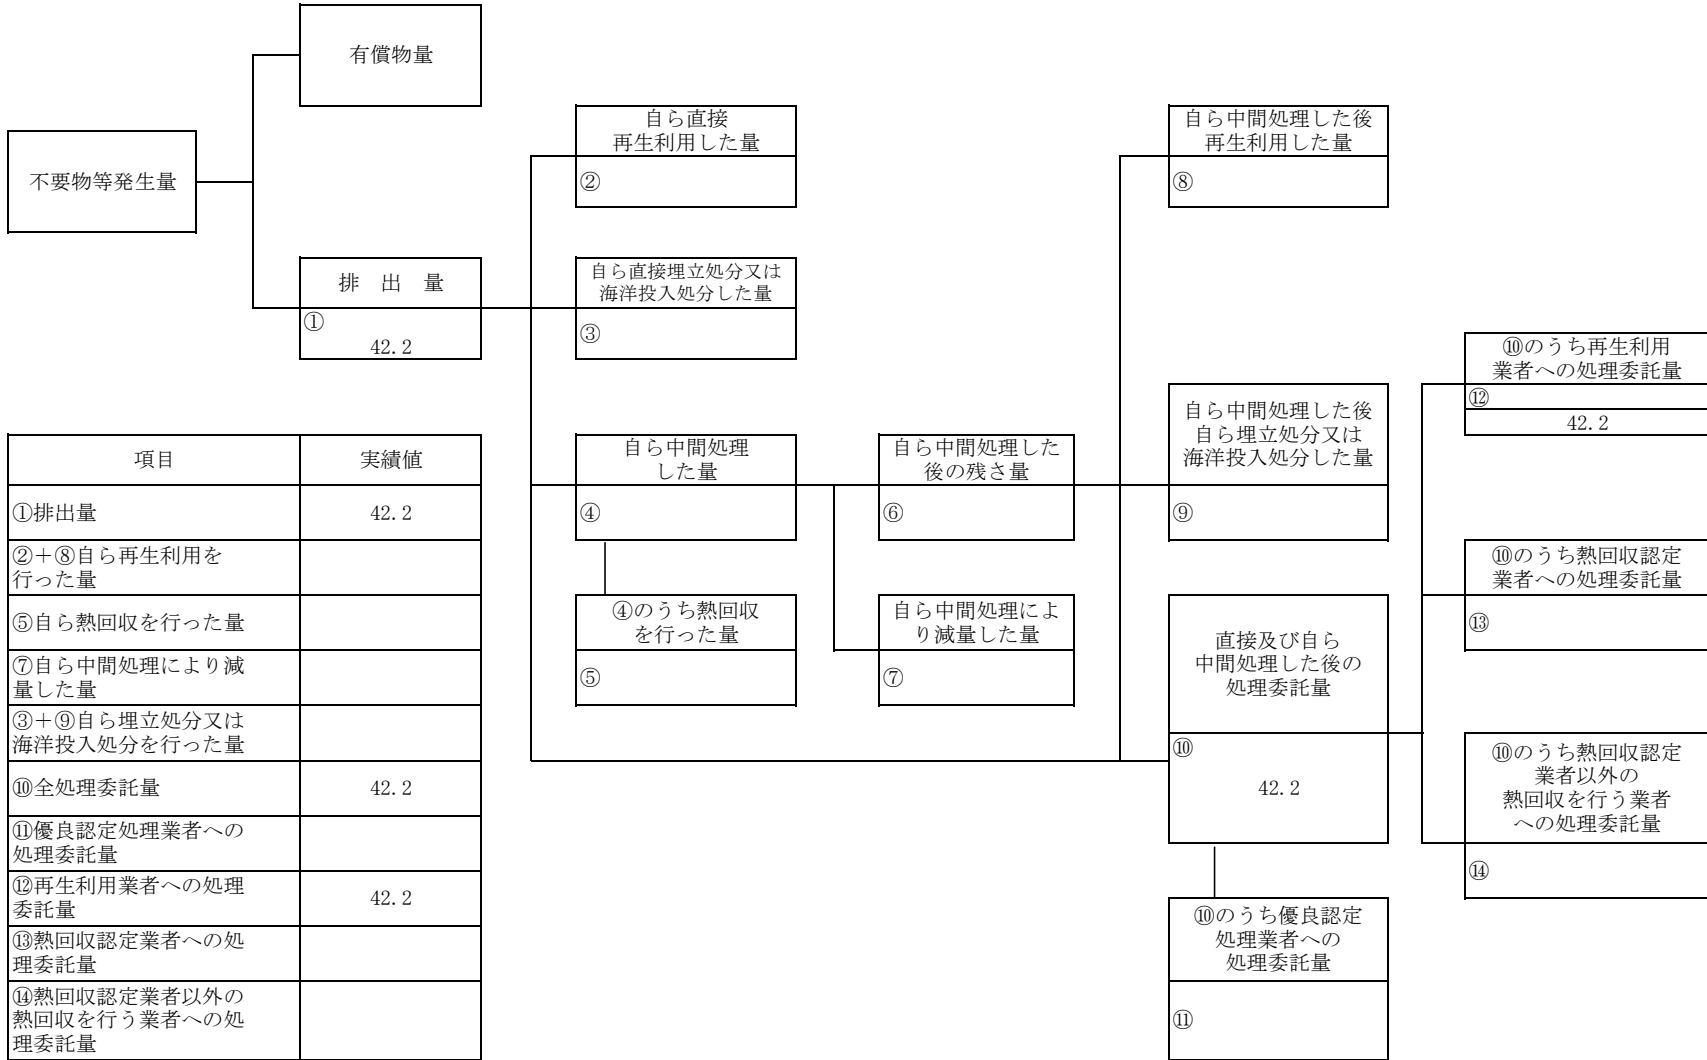 有償物量
不要物等発生量
排　出　量
①
42.2
自ら直接
再生利用した量
②
自ら直接埋立処分又は
海洋投入処分した量
③
自ら中間処理
した量
④
④のうち熱回収
を行った量
⑤
自ら中間処理した
後の残さ量
⑥
自ら中間処理によ
り減量した量
⑦
自ら中間処理した後
再生利用した量
⑧
自ら中間処理した後
自ら埋立処分又は
海洋投入処分した量
⑨
直接及び自ら
中間処理した後の
処理委託量
⑩
42.2
⑩のうち優良認定
処理業者への
処理委託量
⑪
⑩のうち再生利用
業者への処理委託量
⑫
42.2
⑩のうち熱回収認定
業者への処理委託量
⑬
⑩のうち熱回収認定
業者以外の
熱回収を行う業者
への処理委託量
⑭
項目 実績値
①排出量 42.2
②＋⑧自ら再生利用を
行った量
⑤自ら熱回収を行った量
⑦自ら中間処理により減
量した量
③＋⑨自ら埋立処分又は
海洋投入処分を行った量
⑩全処理委託量 42.2
⑪優良認定処理業者への
処理委託量
⑫再生利用業者への処理
委託量 42.2
⑬熱回収認定業者への処
理委託量
⑭熱回収認定業者以外の
熱回収を行う業者への処
理委託量